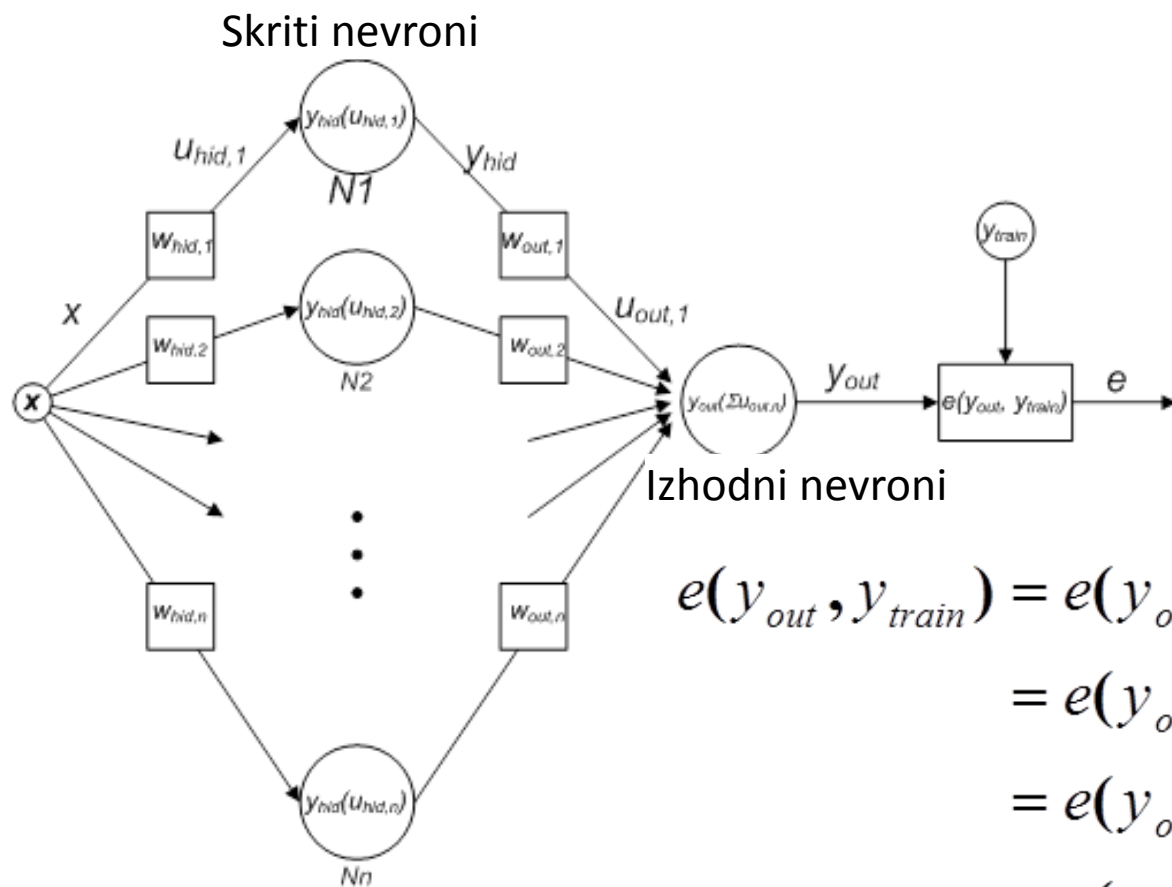 Skriti nevroni
y_hid(u_hid,1)
u_hid,1
y_hid
N1
w_hid,1
w_out,1
y_train
x
y_hid(u_hid,2)
u_out,1
w_hid,2
w_out,2
N2
y_out
e
x
y_out(Σu_out,n)
e(y_out, y_train)
Izhodni nevroni
w_hid,n
w_out,n
e(y_out, y_train) = e(y_o
= e(y_o
= e(y_o
y_hid(u_hid,n)
Nn